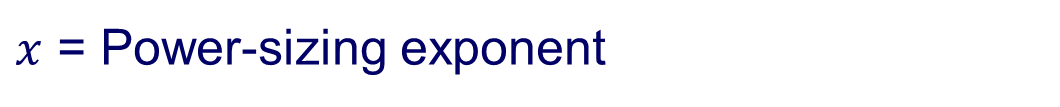 x = Power-sizing exponent